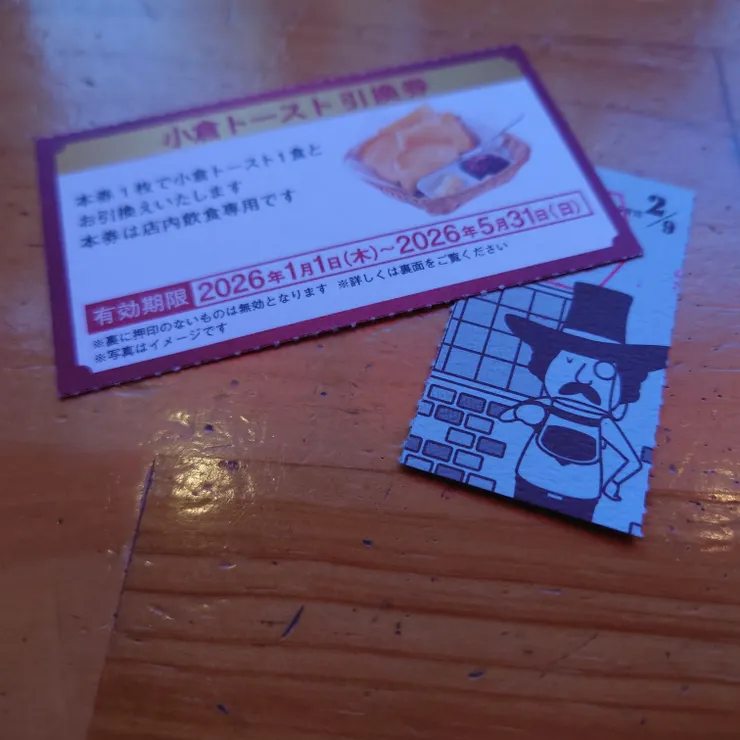 小倉トースト 引換券
本券1枚で小倉トースト1食と
お引換えいたします
本券は店内飲食専用です
有効期限 2026年1月1日(木)～2026年5月31日(日)
※裏に押印のないものは無効となります ※詳しくは裏面をご覧ください
※写真はイメージです
2/9